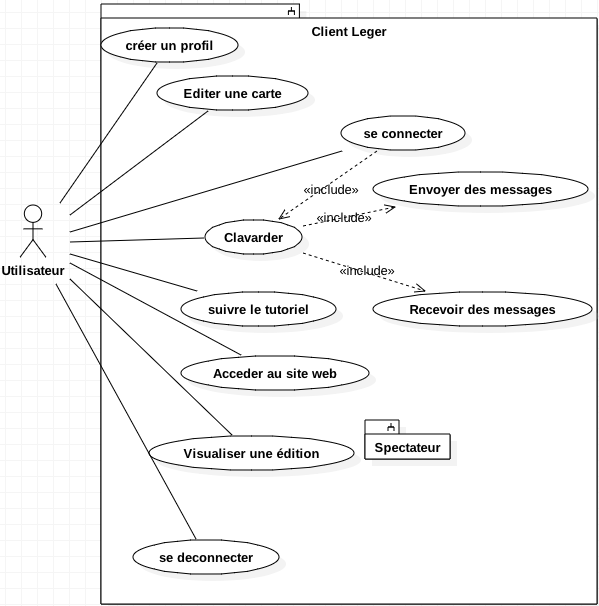 Client Leger
créer un profil
Editer une carte
se connecter
«include»
Envoyer des messages
«include»
Clavarder
Utilisateur
«include»
suivre le tutoriel
Recevoir des messages
Acceder au site web
Spectateur
Visualiser une édition
se deconnecter